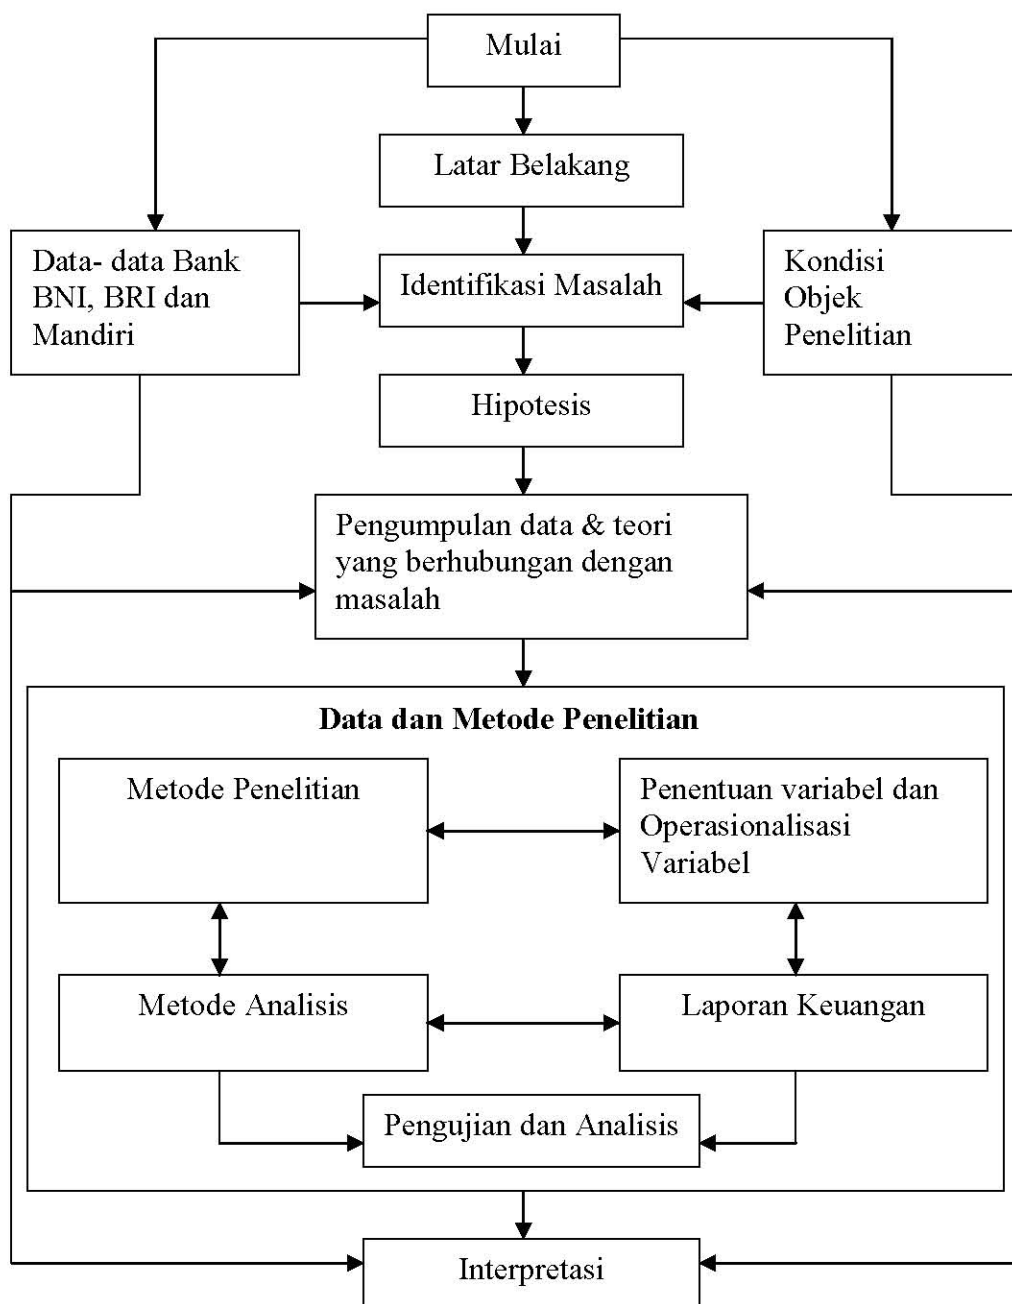 Mulai
Latar Belakang
Data- data Bank
BNI, BRI dan
Mandiri
Identifikasi Masalah
Kondisi
Objek
Penelitian
Hipotesis
Pengumpulan data & teori
yang berhubungan dengan
masalah
Data dan Metode Penelitian
Metode Penelitian
Penentuan variabel dan
Operasionalisasi
Variabel
Metode Analisis
Laporan Keuangan
Pengujian dan Analisis
Interpretasi